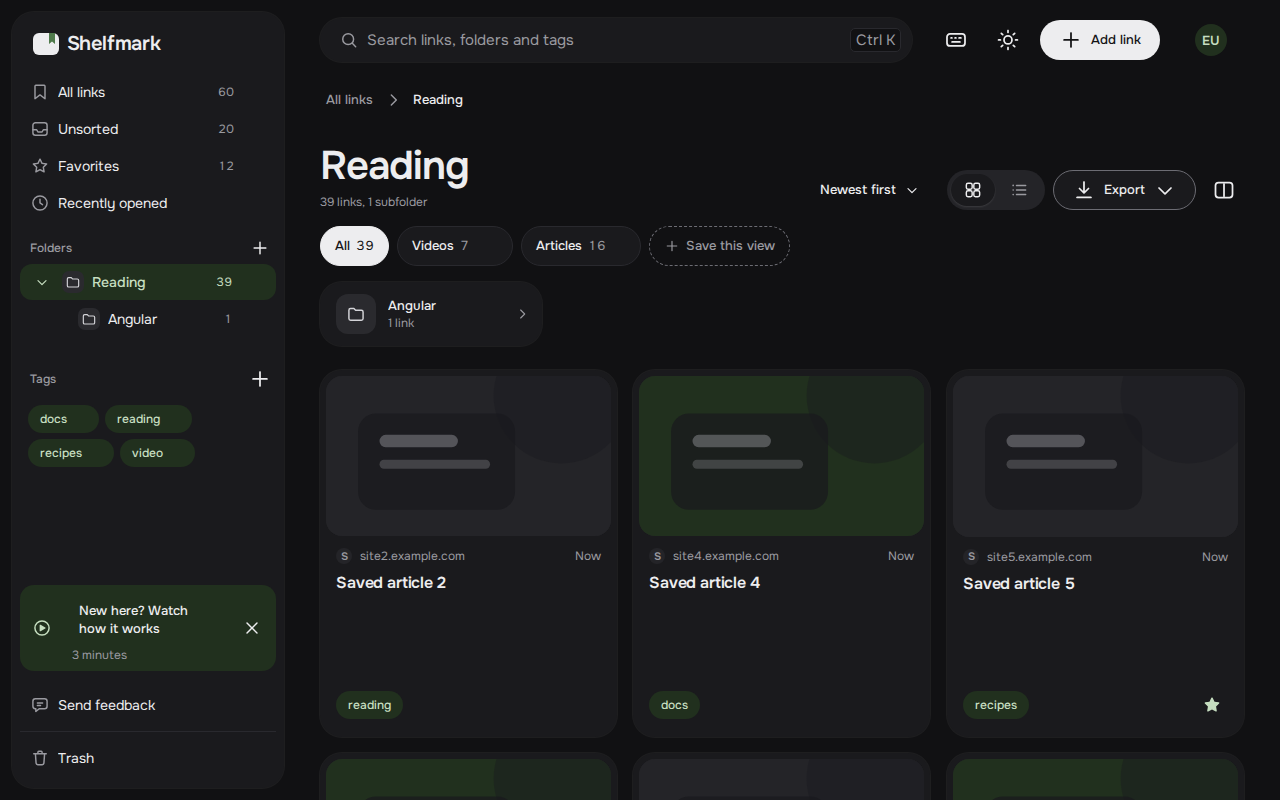 Shelfmark
All links 60
Unsorted 20
Favorites 12
Recently opened
Folders
Reading 39
Angular 1
Tags
docs reading
recipes video
New here? Watch
how it works
3 minutes
Send feedback
Trash
Search links, folders and tags Ctrl K
Add link
EU
All links Reading
Reading
39 links, 1 subfolder
Newest first
Export
All 39 Videos 7 Articles 16 Save this view
Angular
1 link
S site2.example.com Now
Saved article 2
reading
S site4.example.com Now
Saved article 4
docs
S site5.example.com Now
Saved article 5
recipes